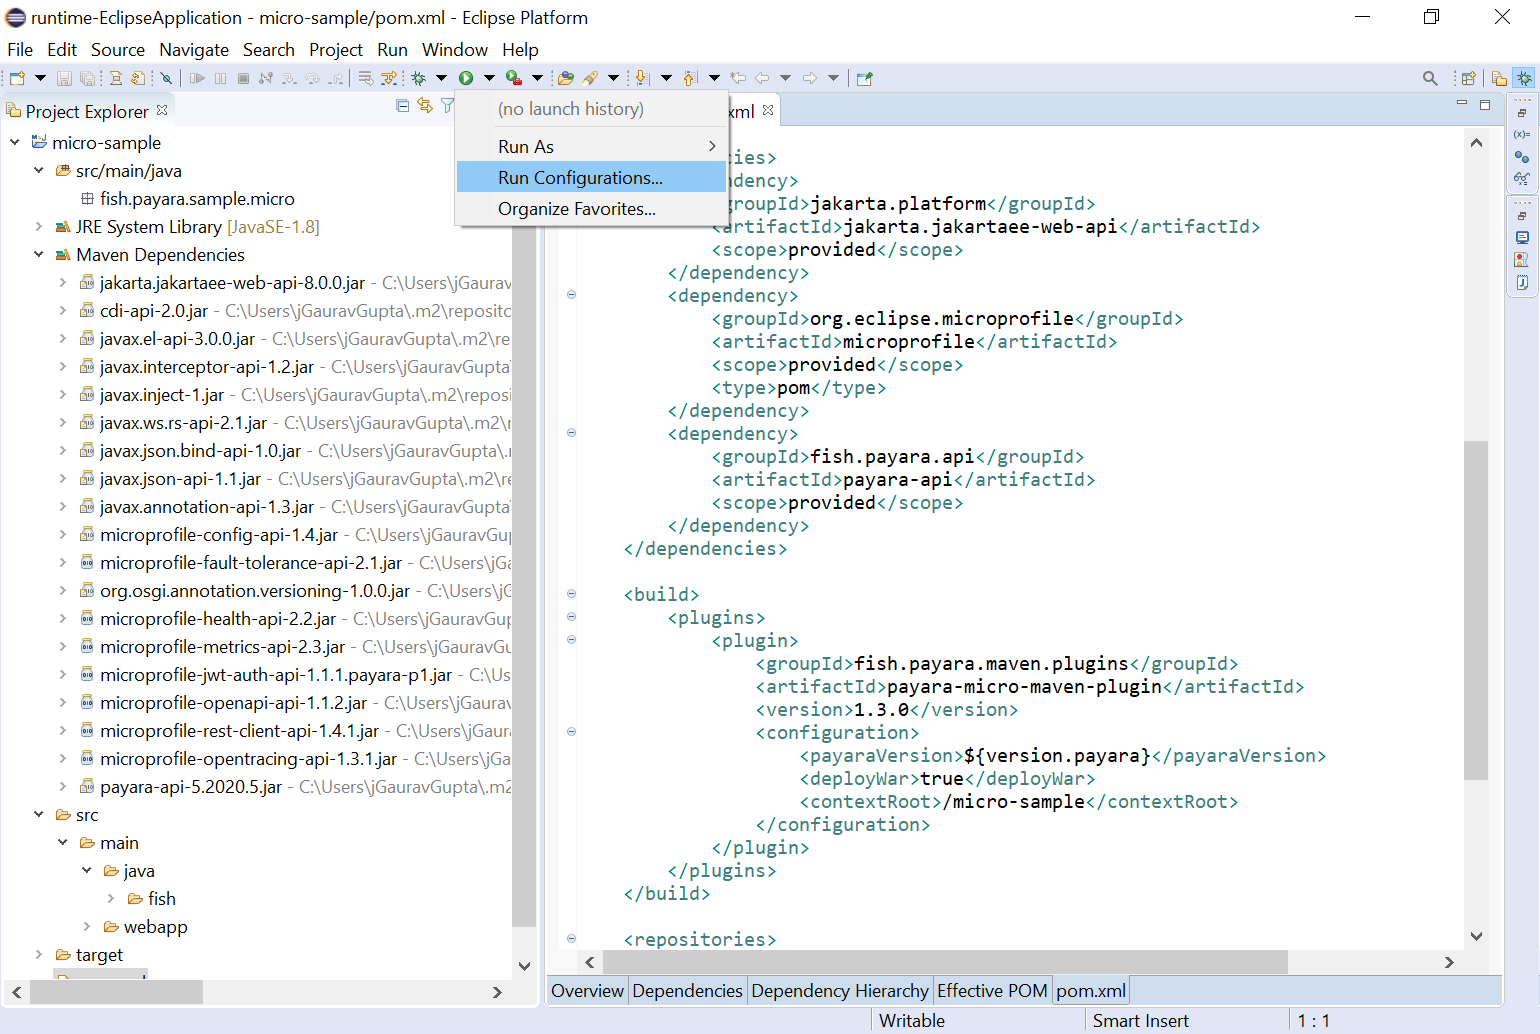 runtime-EclipseApplication - micro-sample/pom.xml - Eclipse Platform
File Edit Source Navigate Search Project Run Window Help
Project Explorer
micro-sample
src/main/java
fish.payara.sample.micro
JRE System Library [JavaSE-1.8]
Maven Dependencies
jakarta.jakartaee-web-api-8.0.0.jar - C:\Users\jGaurav
cdi-api-2.0.jar - C:\Users\jGauravGupta\.m2\reposito
javax.el-api-3.0.0.jar - C:\Users\jGauravGupta\.m2\re
javax.interceptor-api-1.2.jar - C:\Users\jGauravGupta
javax.inject-1.jar - C:\Users\jGauravGupta\.m2\reposi
javax.ws.rs-api-2.1.jar - C:\Users\jGauravGupta\.m2\r
javax.json.bind-api-1.0.jar - C:\Users\jGauravGupta\.
javax.json-api-1.1.jar - C:\Users\jGauravGupta\.m2\re
javax.annotation-api-1.3.jar - C:\Users\jGauravGupta
microprofile-config-api-1.4.jar - C:\Users\jGauravGup
microprofile-fault-tolerance-api-2.1.jar - C:\Users\jGa
org.osgi.annotation.versioning-1.0.0.jar - C:\Users\jG
microprofile-health-api-2.2.jar - C:\Users\jGauravGup
microprofile-metrics-api-2.3.jar - C:\Users\jGauravGu
microprofile-jwt-auth-api-1.1.1.payara-p1.jar - C:\Us
microprofile-openapi-api-1.1.2.jar - C:\Users\jGaurav
microprofile-rest-client-api-1.4.1.jar - C:\Users\jGaura
microprofile-opentracing-api-1.3.1.jar - C:\Users\jGa
payara-api-5.2020.5.jar - C:\Users\jGauravGupta\.m2
src
main
java
fish
webapp
target
(no launch history)
Run As
Run Configurations...
Organize Favorites...
xml
cies>
ndency>
groupId>jakarta.platform</groupId>
<artifactId>jakarta.jakartaee-web-api</artifactId>
<scope>provided</scope>
</dependency>
<dependency>
<groupId>org.eclipse.microprofile</groupId>
<artifactId>microprofile</artifactId>
<scope>provided</scope>
<type>pom</type>
</dependency>
<dependency>
<groupId>fish.payara.api</groupId>
<artifactId>payara-api</artifactId>
<scope>provided</scope>
</dependency>
</dependencies>
<build>
<plugins>
<plugin>
<groupId>fish.payara.maven.plugins</groupId>
<artifactId>payara-micro-maven-plugin</artifactId>
<version>1.3.0</version>
<configuration>
<payaraVersion>${version.payara}</payaraVersion>
<deployWar>true</deployWar>
<contextRoot>/micro-sample</contextRoot>
</configuration>
</plugin>
</plugins>
</build>
<repositories>
Overview Dependencies Dependency Hierarchy Effective POM pom.xml
Writable Smart Insert 1 : 1